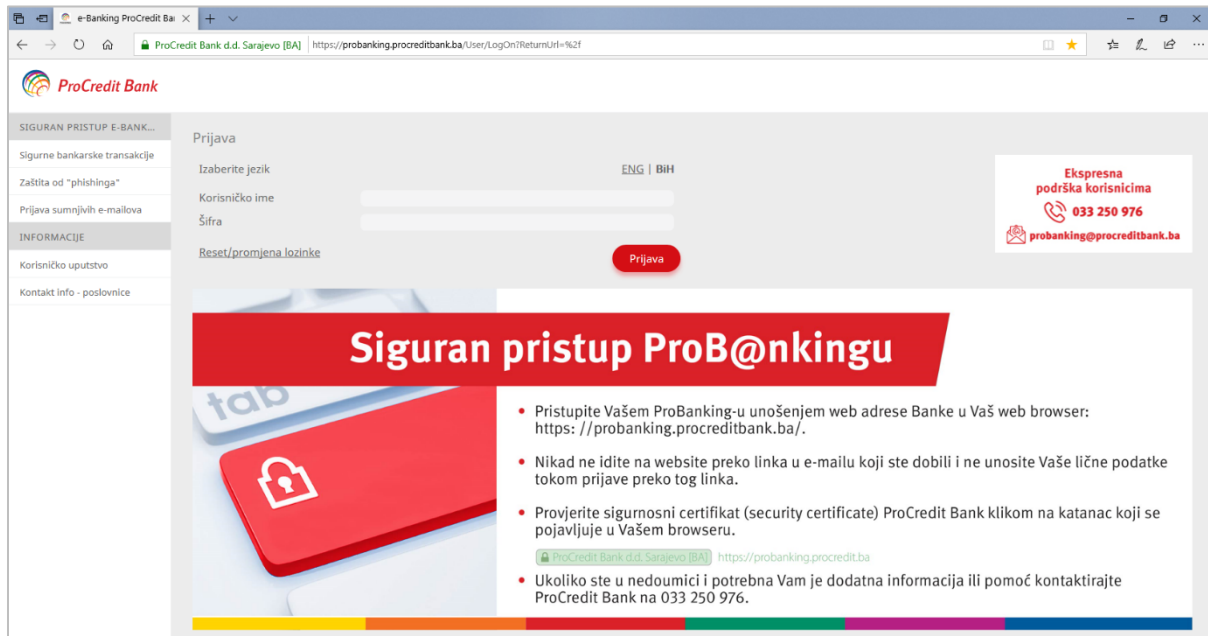 e-Banking ProCredit Bai
ProCredit Bank d.d. Sarajevo [BA]
https://probanking.procreditbank.ba/User/LogOn?ReturnUrl=%2f
ProCredit Bank
SIGURAN PRISTUP E-BANK...
Sigurne bankarske transakcije
Zaštita od "phishinga"
Prijava sumnjivih e-mailova
INFORMACIJE
Korisničko uputstvo
Kontakt info - poslovnice
Prijava
Izaberite jezik
ENG | BiH
Korisničko ime
Šifra
Reset/promjena lozinke
Prijava
Ekspresna
podrška korisnicima
033 250 976
probanking@procreditbank.ba
Siguran pristup ProB@nkingu
tab
• Pristupite Vašem ProBanking-u unošenjem web adrese Banke u Vaš web browser:
https: //probanking.procreditbank.ba/.
• Nikad ne idite na website preko linka u e-mailu koji ste dobili i ne unosite Vaše lične podatke
tokom prijave preko tog linka.
• Provjerite sigurnosni certifikat (security certificate) ProCredit Bank klikom na katanac koji se
pojavljuje u Vašem browseru.
ProCredit Bank d.d. Sarajevo [BA] https://probanking.procredit.ba
• Ukoliko ste u nedoumici i potrebna Vam je dodatna informacija ili pomoć kontaktirajte
ProCredit Bank na 033 250 976.